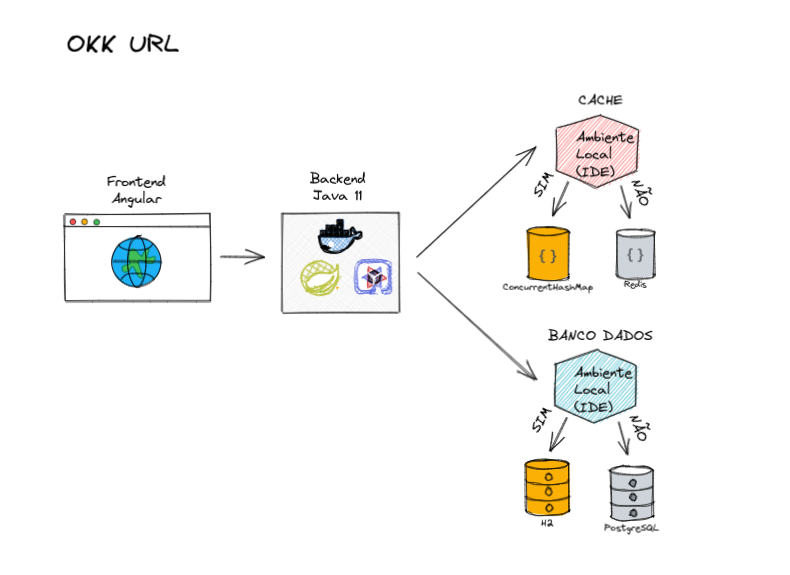 OKK URL
Frontend
Angular
Backend
Java 11
CACHE
Ambiente
Local
(IDE)
SIM
NÃO
{ }
{ }
ConcurrentHashMap
Redis
BANCO DADOS
Ambiente
Local
(IDE)
SIM
NÃO
H2
PostgreSQL